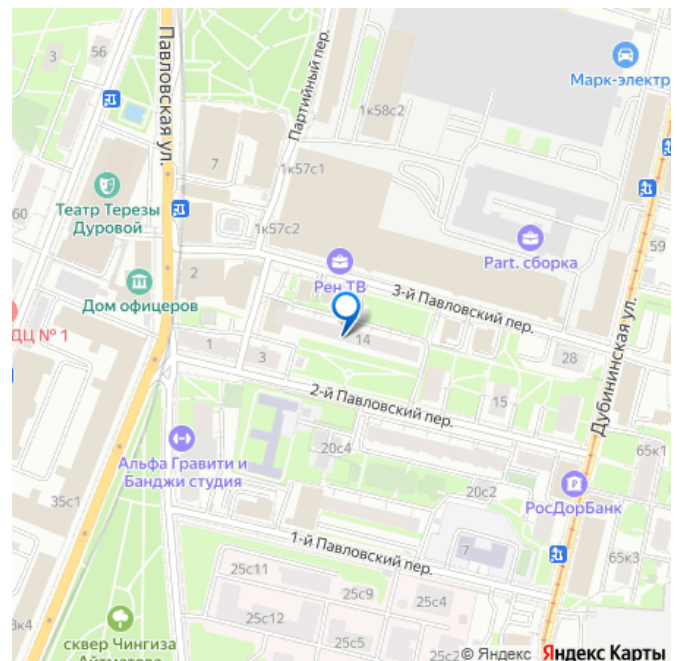 3
56
Павловская ул.
Партийный пер.
Марк-электр
1к58с2
7
1к57с1
Театр Терезы
Дуровой
60
1к57с2
59
Part. сборка
2
Рен ТВ
3-й Павловский пер.
Дом офицеров
ДЦ № 1
1
3
14
28
Дубининская ул.
2-й Павловский пер.
15
20с4
65к1
Альфа Гравити и
Банджи студия
20с2
РосДорБанк
35с1
1-й Павловский пер.
7
65к3
25с11
25с9
25с4
25с12
3к4
сквер Чингиза
Айтматова
25с5
25с2
© Яндекс
Яндекс Карты